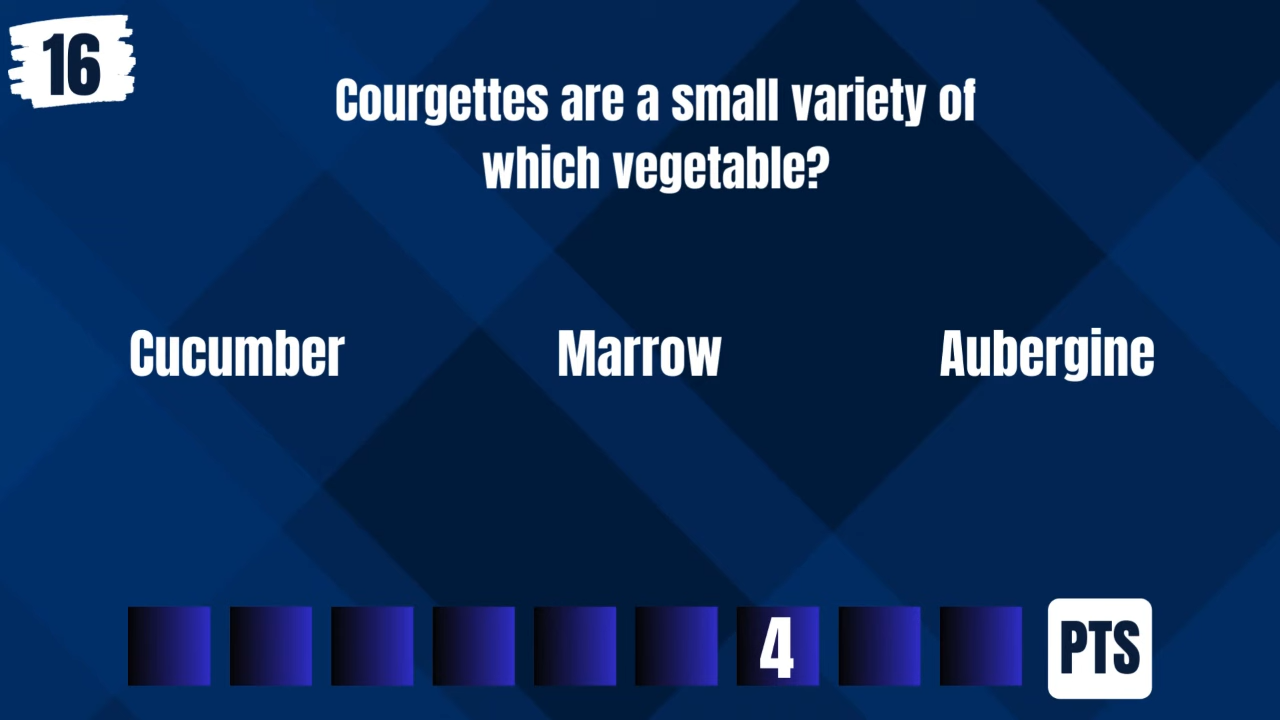 16
Courgettes are a small variety of
which vegetable?
Cucumber Marrow Aubergine
4 PTS